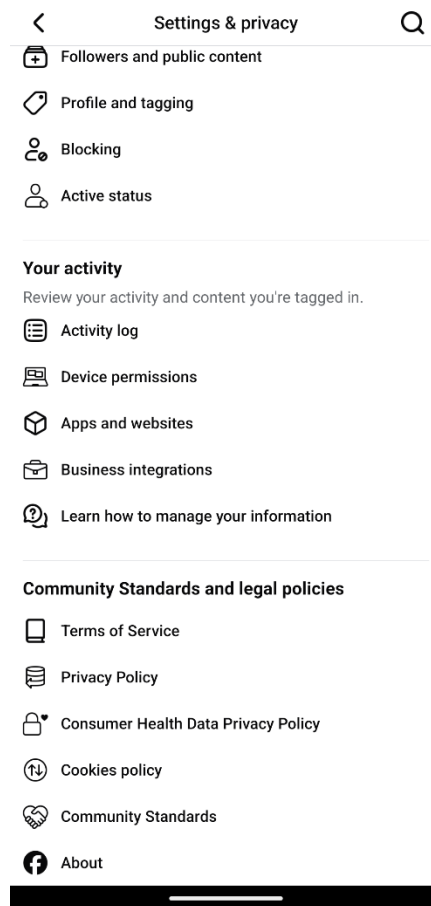 Settings & privacy
Followers and public content
Profile and tagging
Blocking
Active status
Your activity
Review your activity and content you're tagged in.
Activity log
Device permissions
Apps and websites
Business integrations
Learn how to manage your information
Community Standards and legal policies
Terms of Service
Privacy Policy
Consumer Health Data Privacy Policy
Cookies policy
Community Standards
About